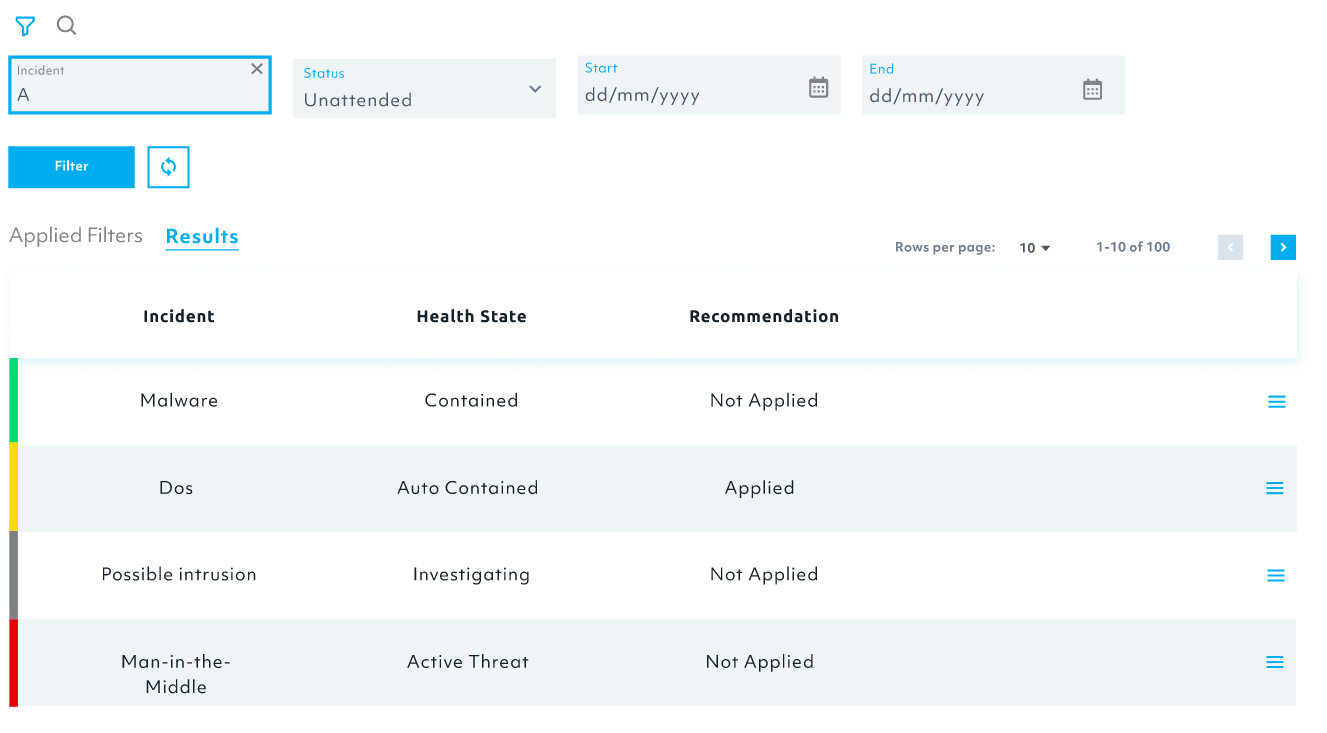 Incident
A
Status
Unattended
Start
dd/mm/yyyy
End
dd/mm/yyyy
Filter
Applied Filters Results
Rows per page: 10 1-10 of 100
Incident Health State Recommendation
Malware Contained Not Applied
Dos Auto Contained Applied
Possible intrusion Investigating Not Applied
Man-in-the- Active Threat Not Applied
Middle